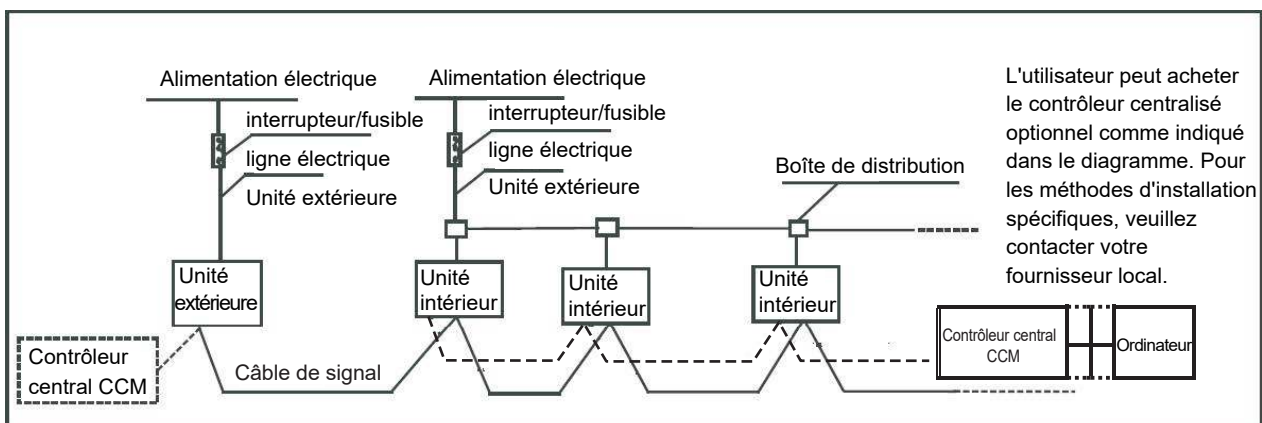 Alimentation électrique
interrupteur/fusible
ligne électrique
Unité extérieure
Alimentation électrique
interrupteur/fusible
ligne électrique
Unité extérieure
Boîte de distribution
L'utilisateur peut acheter
le contrôleur centralisé
optionnel comme indiqué
dans le diagramme. Pour
les méthodes d'installation
spécifiques, veuillez
contacter votre
fournisseur local.
Unité
extérieure
Unité
intérieur
Unité
intérieur
Unité
intérieur
Contrôleur
central CCM
Câble de signal
Contrôleur central
CCM
Ordinateur